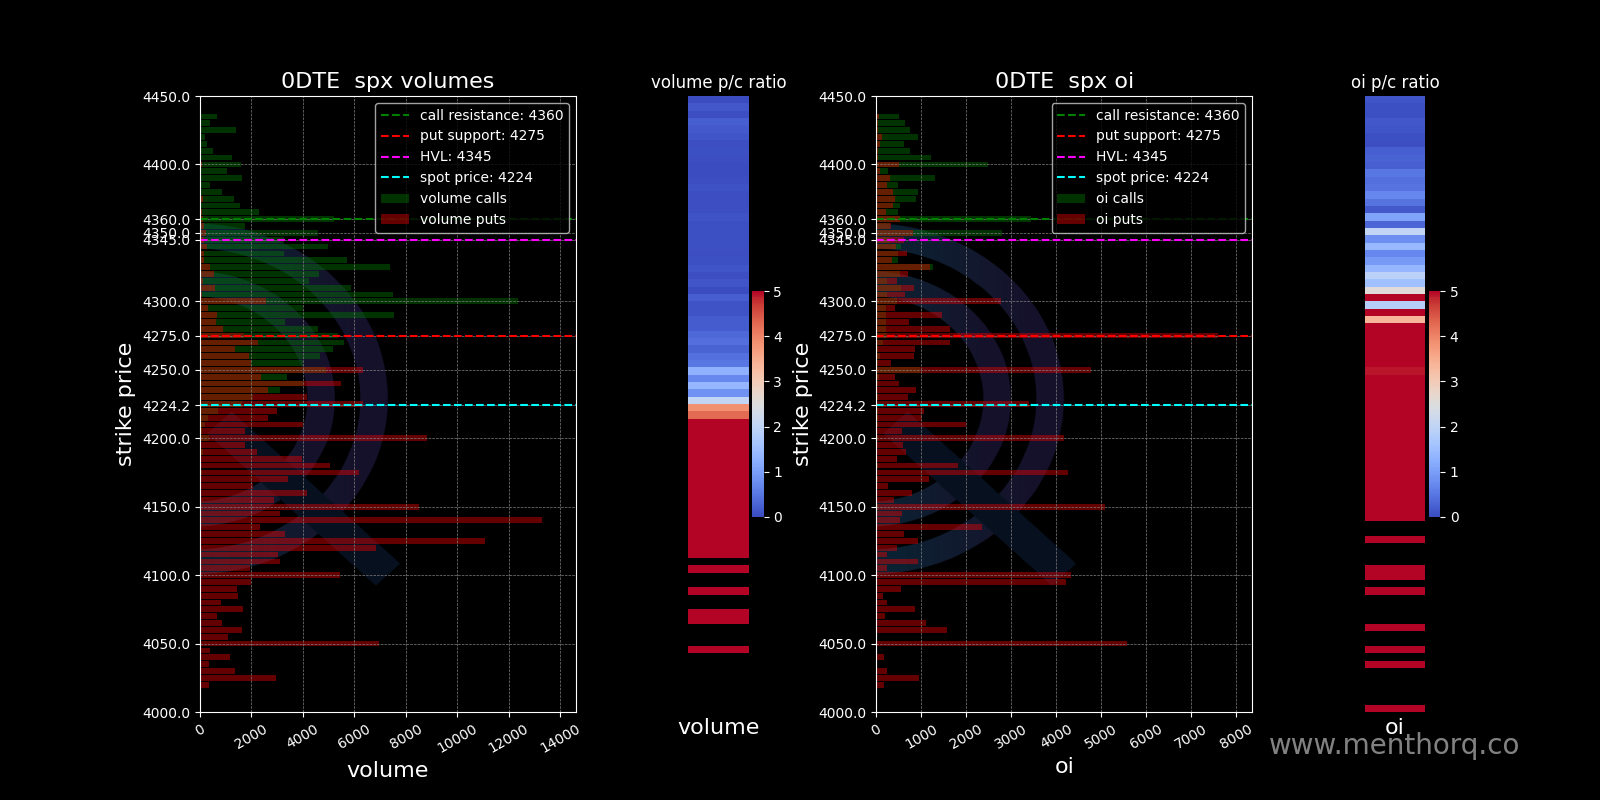 0DTE  spx volumes
volume p/c ratio
0DTE  spx oi
oi p/c ratio
call resistance: 4360
put support: 4275
HVL: 4345
spot price: 4224
volume calls
volume puts
4450.0
4400.0
4360.0
4350.0
4345.0
4300.0
4275.0
4250.0
4224.2
4200.0
4150.0
4100.0
4050.0
4000.0
strike price
0
2000
4000
6000
8000
10000
12000
14000
volume
5
4
3
2
1
0
volume
call resistance: 4360
put support: 4275
HVL: 4345
spot price: 4224
oi calls
oi puts
4450.0
4400.0
4360.0
4350.0
4345.0
4300.0
4275.0
4250.0
4224.2
4200.0
4150.0
4100.0
4050.0
4000.0
strike price
0
1000
2000
3000
4000
5000
6000
7000
8000
oi
5
4
3
2
1
0
oi
www.menthorq.co